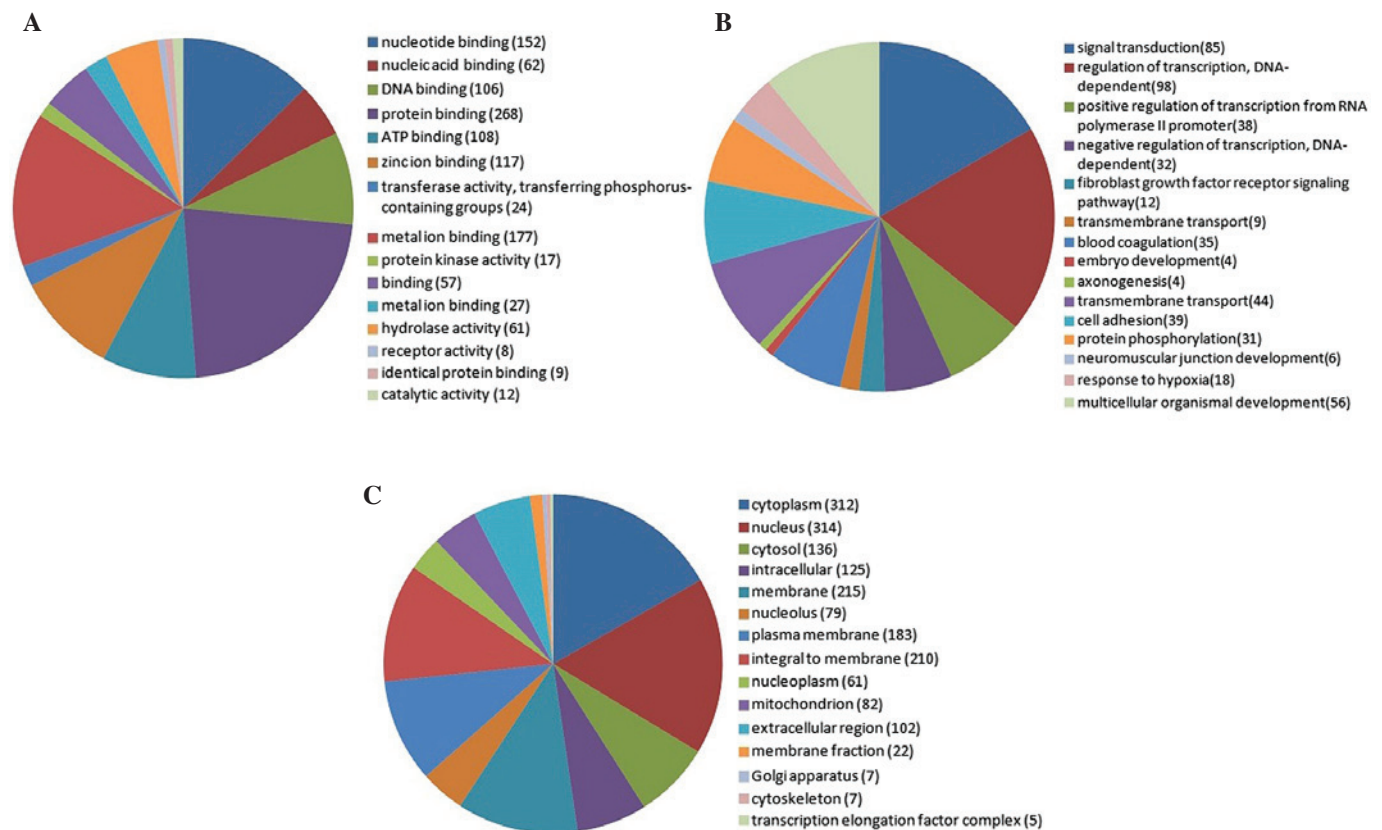 A
nucleotide binding (152)
nucleic acid binding (62)
DNA binding (106)
protein binding (268)
ATP binding (108)
zinc ion binding (117)
transferase activity, transferring phosphorus-
containing groups (24)
metal ion binding (177)
protein kinase activity (17)
binding (57)
metal ion binding (27)
hydrolase activity (61)
receptor activity (8)
identical protein binding (9)
catalytic activity (12)
B
signal transduction(85)
regulation of transcription, DNA-
dependent(98)
positive regulation of transcription from RNA
polymerase II promoter(38)
negative regulation of transcription, DNA-
dependent(32)
fibroblast growth factor receptor signaling
pathway(12)
transmembrane transport(9)
blood coagulation(35)
embryo development(4)
axonogenesis(4)
transmembrane transport(44)
cell adhesion(39)
protein phosphorylation(31)
neuromuscular junction development(6)
response to hypoxia(18)
multicellular organismal development(56)
C
cytoplasm (312)
nucleus (314)
cytosol (136)
intracellular (125)
membrane (215)
nucleolus (79)
plasma membrane (183)
integral to membrane (210)
nucleoplasm (61)
mitochondrion (82)
extracellular region (102)
membrane fraction (22)
Golgi apparatus (7)
cytoskeleton (7)
transcription elongation factor complex (5)